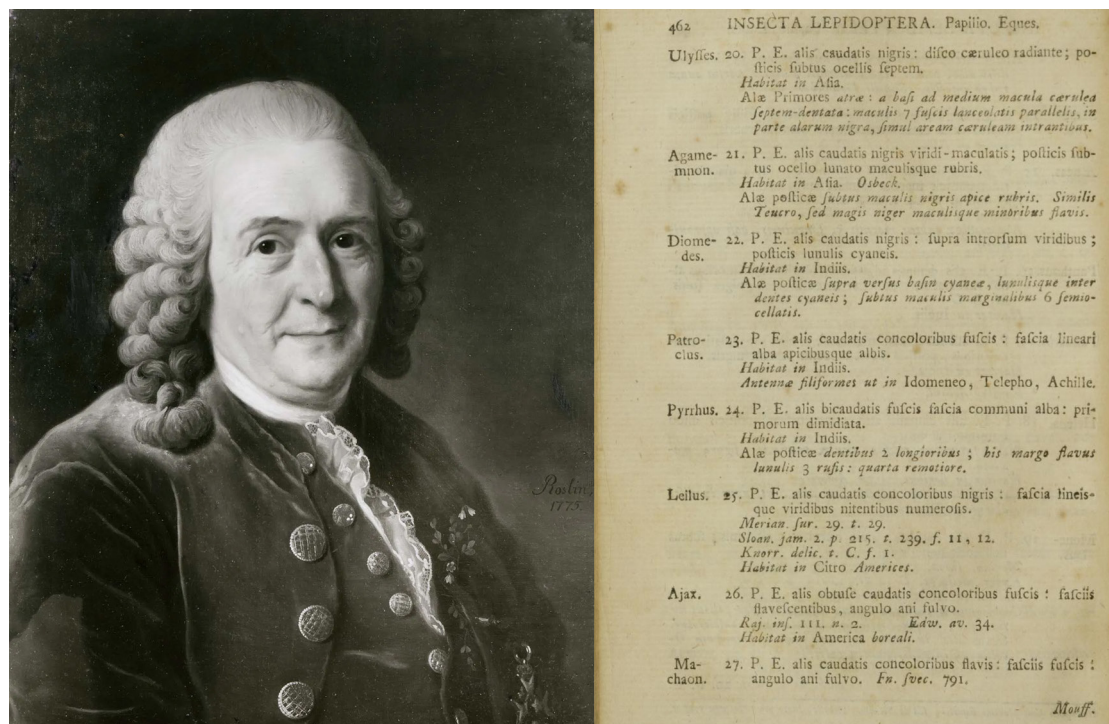 Roslin
1775.
462 INSECTA LEPIDOPTERA. Papilio. Eques.
Ulyſſes. 20. P. E. alis caudatis nigris: diſco cæruleo radiante; po-
ſticis ſubtus ocellis ſeptem.
Habitat in Aſia.
Alæ Primores atræ: a baſi ad medium macula cærulea
ſeptem-dentata: maculis 7 fuſcis lanceolatis parallelis, in
parte alarum nigra, ſimul aream cæruleam intrantibus.
Agame- 21. P. E. alis caudatis nigris viridi-maculatis; poſticis ſub-
mnon. tus ocello lunato maculisque rubris.
Habitat in Aſia. Osbeck.
Alæ poſticæ ſubtus maculis nigris apice rubris. Similis
Teucro, ſed magis niger maculisque minoribus flavis.
Diome- 22. P. E. alis caudatis nigris: ſupra introrſum viridibus;
des. poſticis lunulis cyaneis.
Habitat in Indiis.
Alæ poſticæ ſupra verſus baſin cyaneæ, lunulisque inter
dentes cyaneis; ſubtus maculis marginalibus 6 ſemio-
cellatis.
Patro- 23. P. E. alis caudatis concoloribus fuſcis: faſcia lineari
clus. alba apicibusque albis.
Habitat in Indiis.
Antennæ filiformes ut in Idomeneo, Telepho, Achille.
Pyrrhus. 24. P. E. alis bicaudatis fuſcis faſcia communi alba: pri-
morum dimidiata.
Habitat in Indiis.
Alæ poſticæ dentibus 2 longioribus; his margo flavus
lunulis 3 rufis: quarta remotiore.
Leilus. 25. P. E. alis caudatis concoloribus nigris: faſcia lineis-
que viridibus nitentibus numeroſis.
Merian. ſur. 29. t. 29.
Sloan. jam. 2. p. 215. t. 239. f. 11, 12.
Knorr. delic. t. C. f. 1.
Habitat in Citro Americes.
Ajax. 26. P. E. alis obtuſe caudatis concoloribus fuſcis: faſciis
flaveſcentibus, angulo ani fulvo.
Raj. inſ. 111. n. 2. Edw. av. 34.
Habitat in America boreali.
Ma- 27. P. E. alis caudatis concoloribus flavis: faſciis fuſcis:
chaon. angulo ani fulvo. Fn. ſvec. 791.
Mouff.